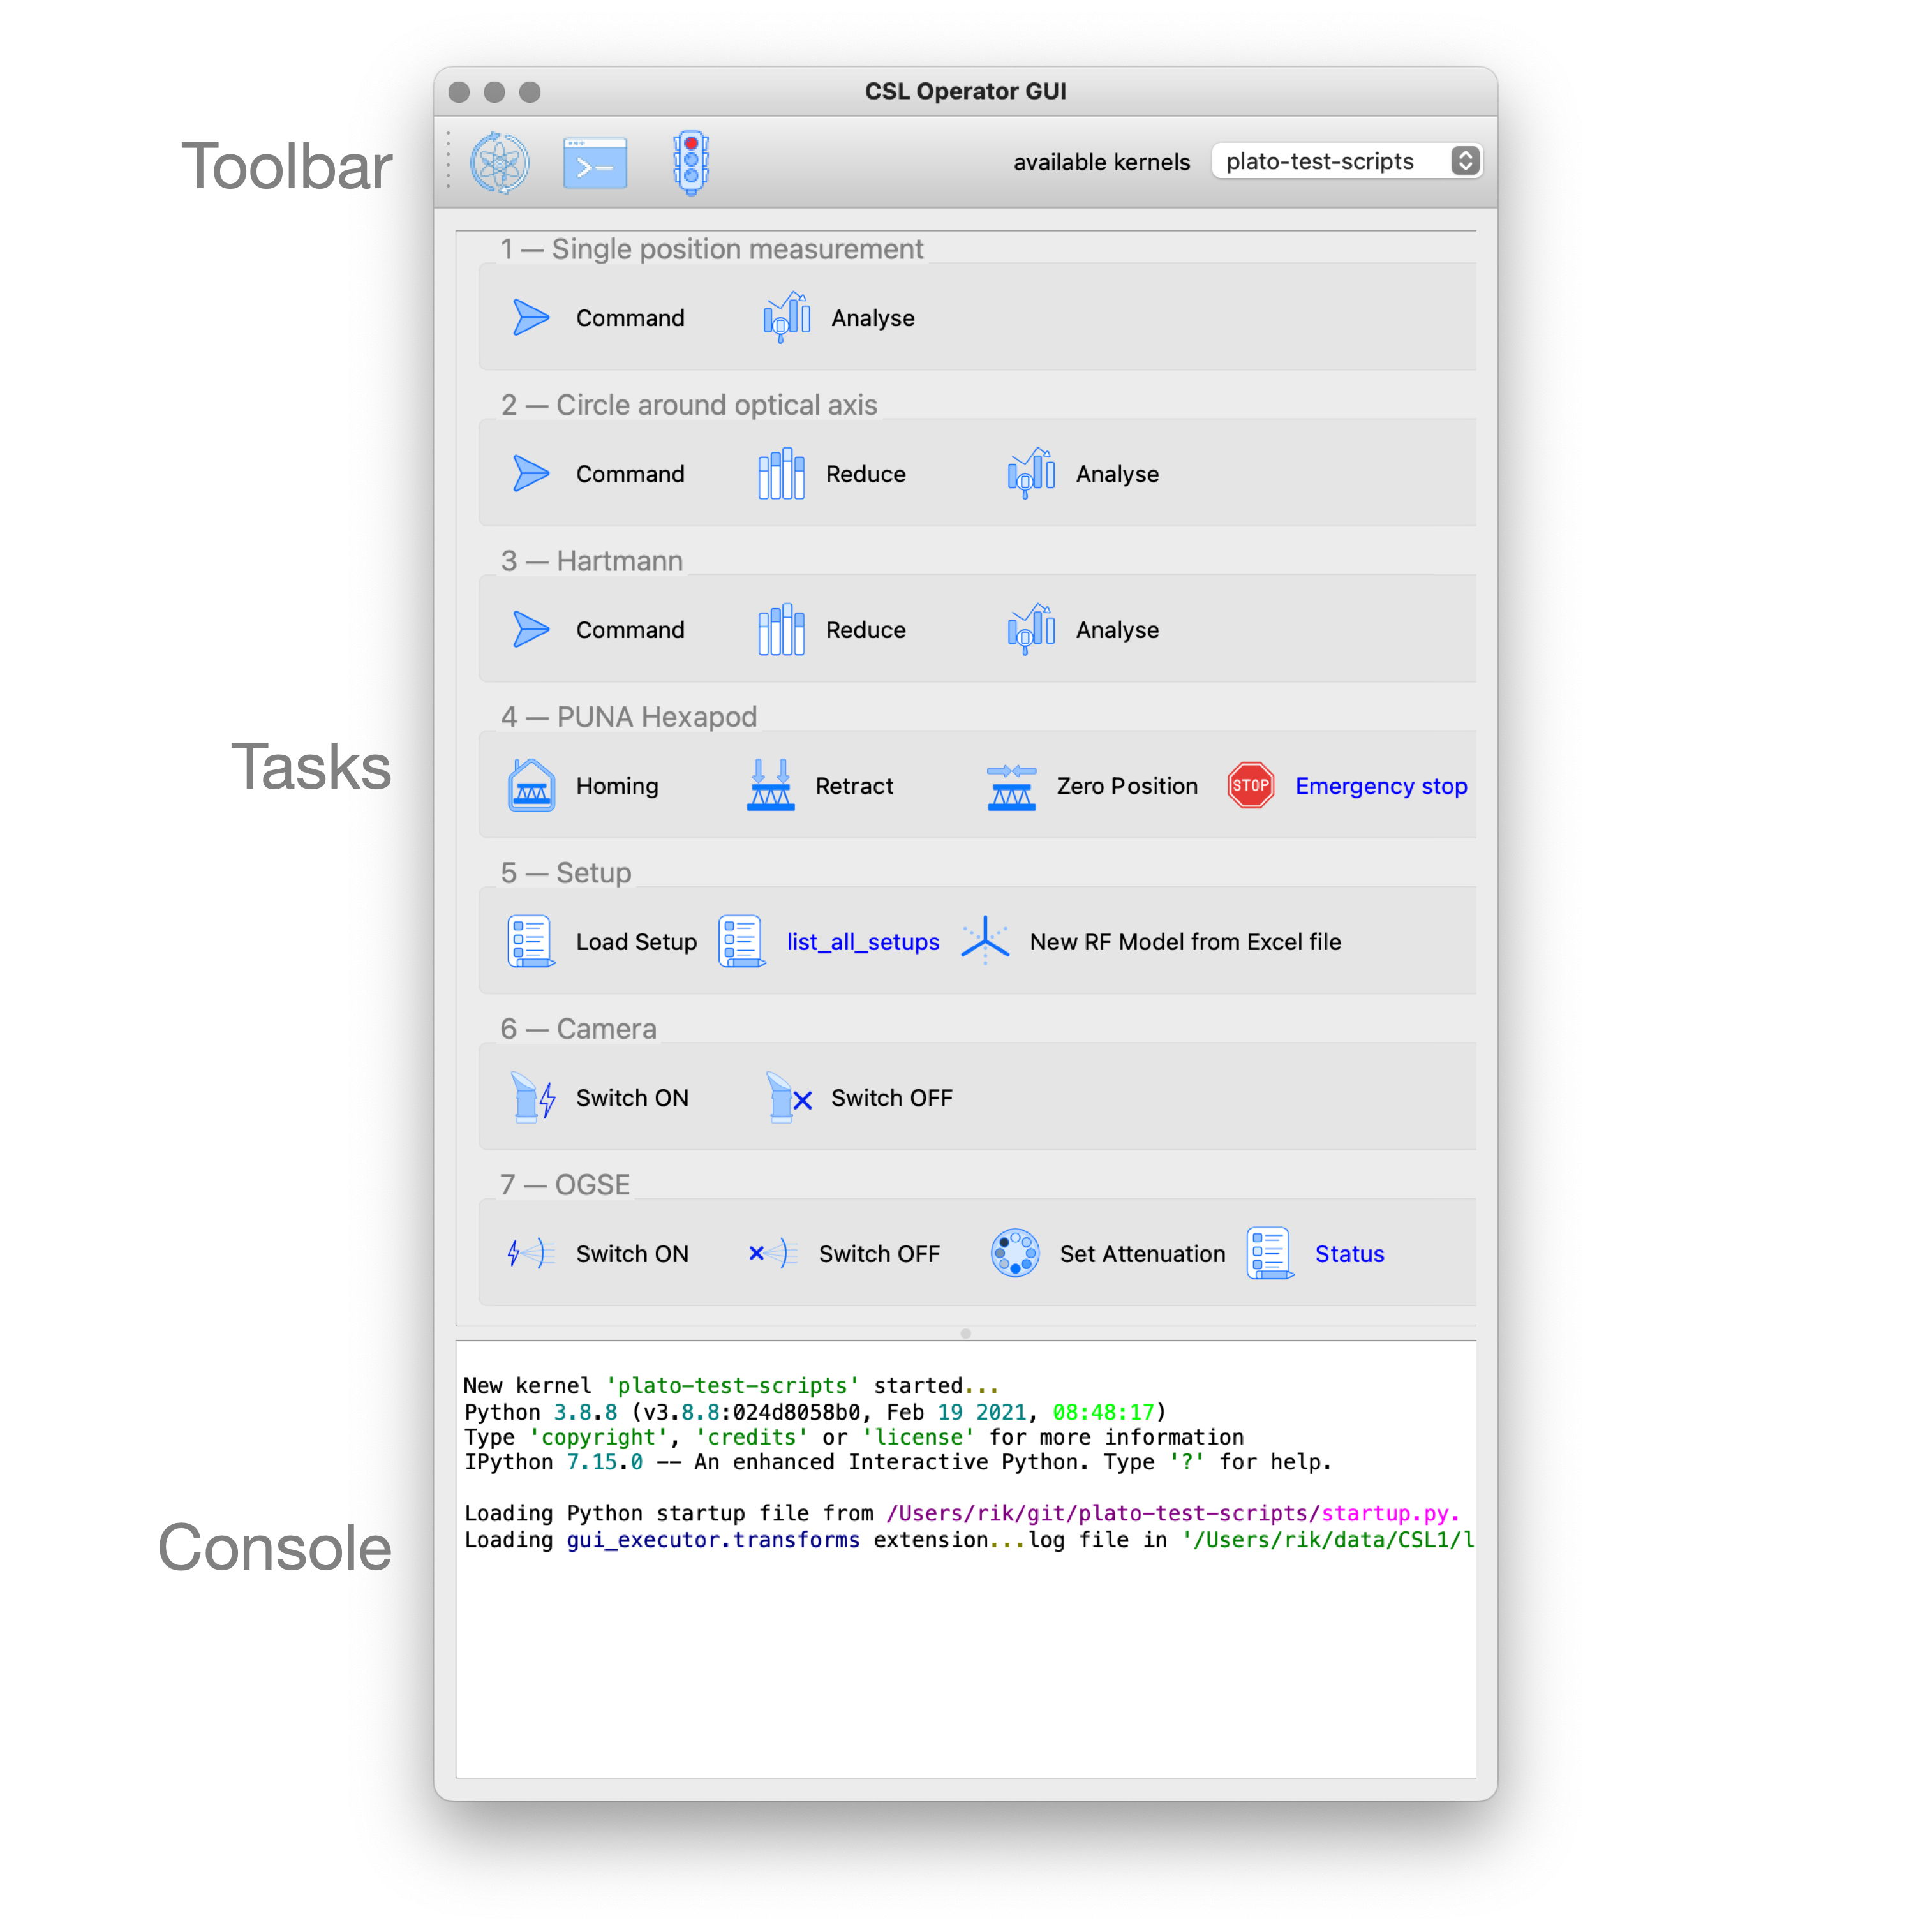 CSL Operator GUI
Toolbar
available kernels plato-test-scripts
1 — Single position measurement
Command Analyse
2 — Circle around optical axis
Command Reduce Analyse
3 — Hartmann
Command Reduce Analyse
4 — PUNA Hexapod
Tasks
Homing Retract Zero Position STOP Emergency stop
5 — Setup
Load Setup list_all_setups New RF Model from Excel file
6 — Camera
Switch ON Switch OFF
7 — OGSE
Switch ON Switch OFF Set Attenuation Status
Console
New kernel 'plato-test-scripts' started...
Python 3.8.8 (v3.8.8:024d8058b0, Feb 19 2021, 08:48:17)
Type 'copyright', 'credits' or 'license' for more information
IPython 7.15.0 -- An enhanced Interactive Python. Type '?' for help.
Loading Python startup file from /Users/rik/git/plato-test-scripts/startup.py.
Loading gui_executor.transforms extension...log file in '/Users/rik/data/CSL1/l